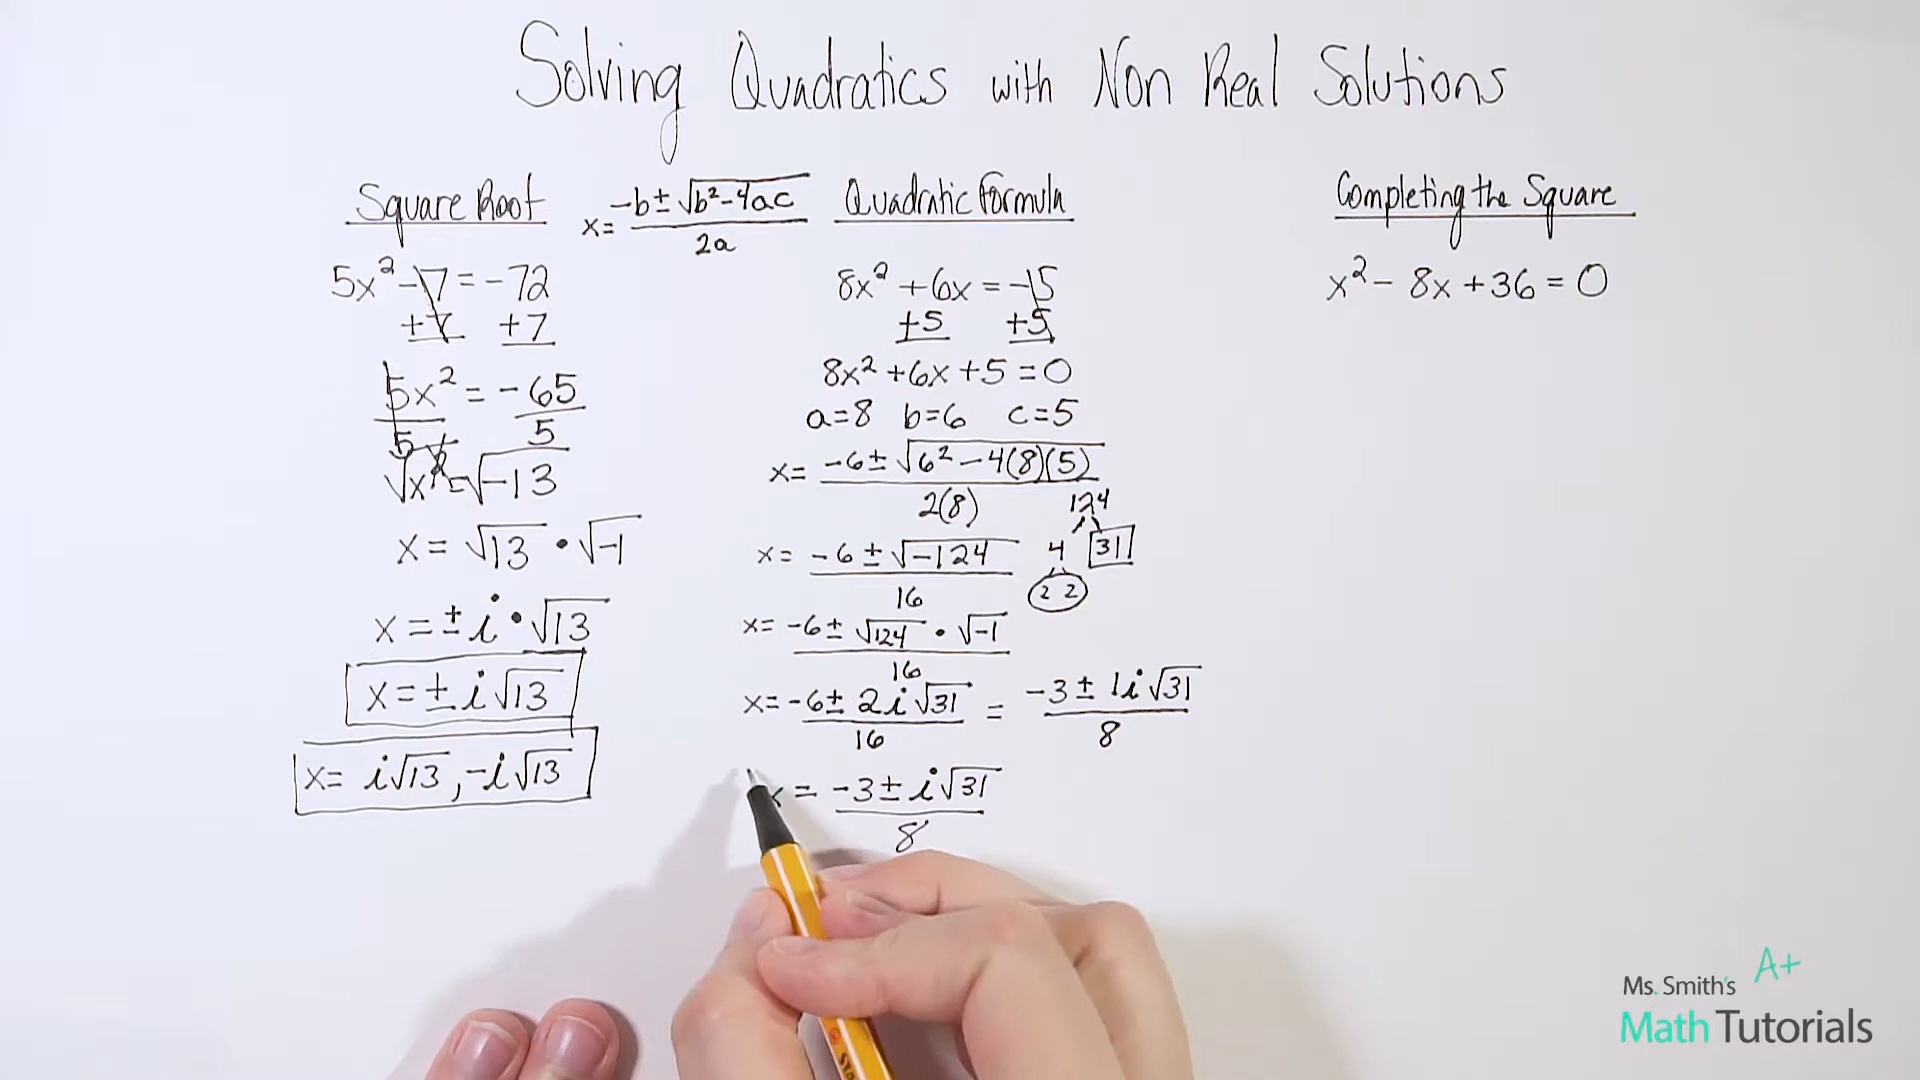 Solving Quadratics with Non Real Solutions
Square Root
5x² - 7 = -72
+7 +7
5x² = -65
5 5
√x² = √-13
x = √13 • √-1
x = ± i • √13
x = ± i√13
x = i√13, -i√13
x = -b ± √b² - 4ac
2a
Quadratic Formula
8x² + 6x = -5
+5 +5
8x² + 6x + 5 = 0
a = 8 b = 6 c = 5
x = -6 ± √6² - 4(8)(5)
2(8)
124
4 31
2 2
x = -6 ± √-124
16
x = -6 ± √124 • √-1
16
x = -6 ± 2i√31 = -3 ± 1i√31
16 8
x = -3 ± i√31
8
Completing the Square
x² - 8x + 36 = 0
Ms. Smith's A+
Math Tutorials